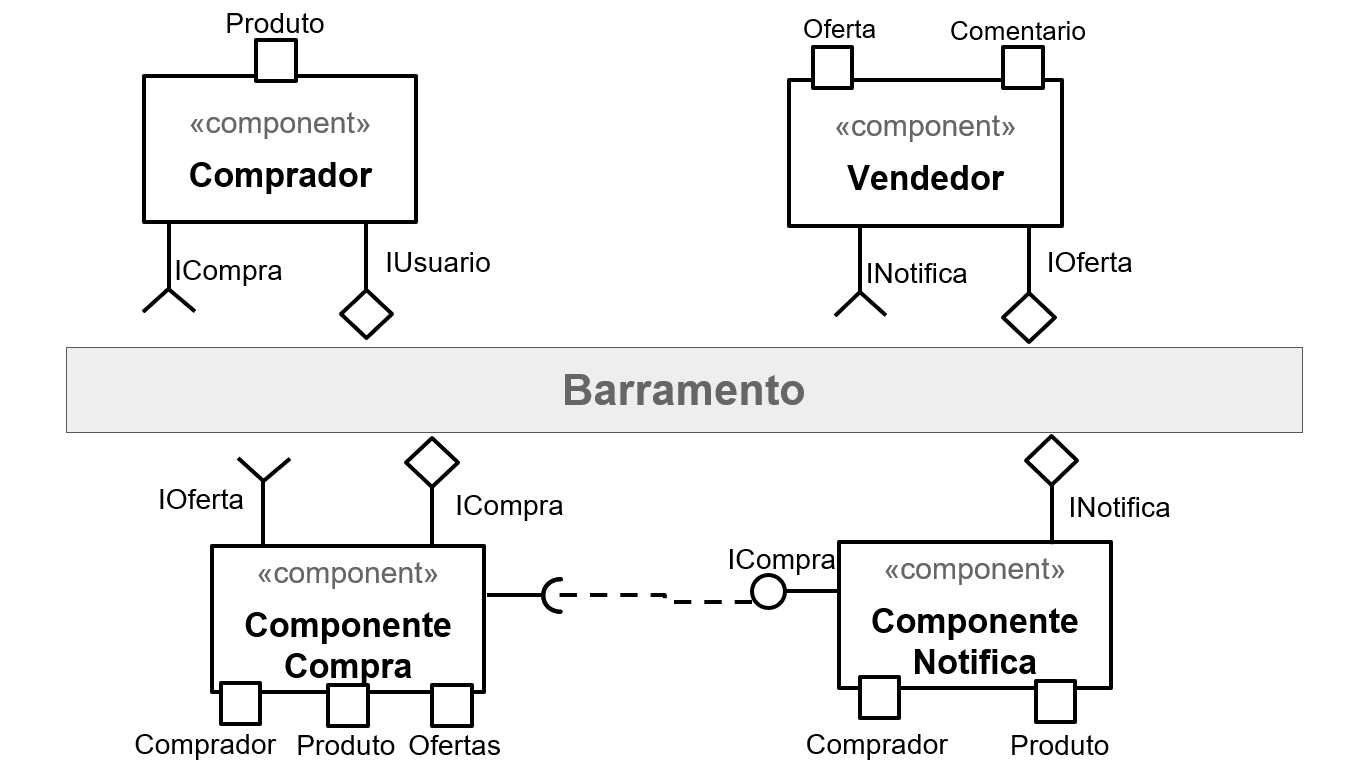 Produto
Oferta
Comentario
«component»
Comprador
«component»
Vendedor
ICompra
IUsuario
INotifica
IOferta
Barramento
IOferta
ICompra
INotifica
ICompra
«component»
Componente
Compra
«component»
Componente
Notifica
Comprador
Produto
Ofertas
Comprador
Produto